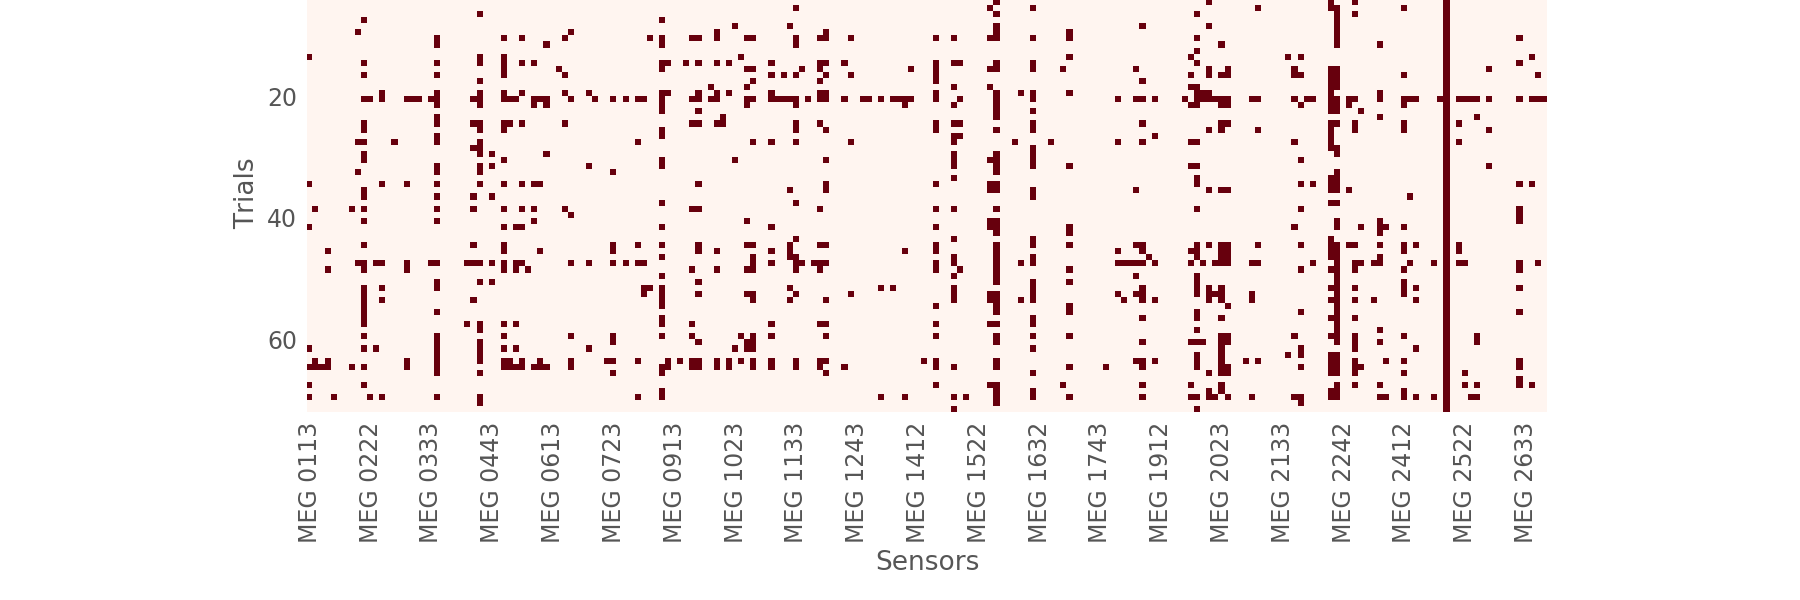 20
40
60
Trials
MEG 0113
MEG 0222
MEG 0333
MEG 0443
MEG 0613
MEG 0723
MEG 0913
MEG 1023
MEG 1133
MEG 1243
MEG 1412
MEG 1522
MEG 1632
MEG 1743
MEG 1912
MEG 2023
MEG 2133
MEG 2242
MEG 2412
MEG 2522
MEG 2633
Sensors